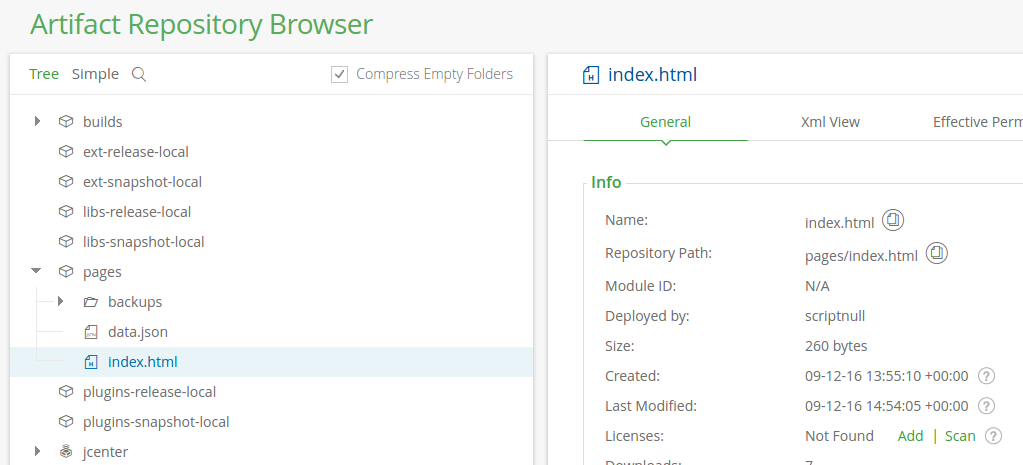 Artifact Repository Browser
Tree Simple
Compress Empty Folders
builds
ext-release-local
ext-snapshot-local
libs-release-local
libs-snapshot-local
pages
backups
data.json
index.html
plugins-release-local
plugins-snapshot-local
jcenter
index.html
General Xml View Effective Perm
Info
Name: index.html
Repository Path: pages/index.html
Module ID: N/A
Deployed by: scriptnull
Size: 260 bytes
Created: 09-12-16 13:55:10 +00:00 ?
Last Modified: 09-12-16 14:54:05 +00:00 ?
Licenses: Not Found Add | Scan ?
Downloads: 7